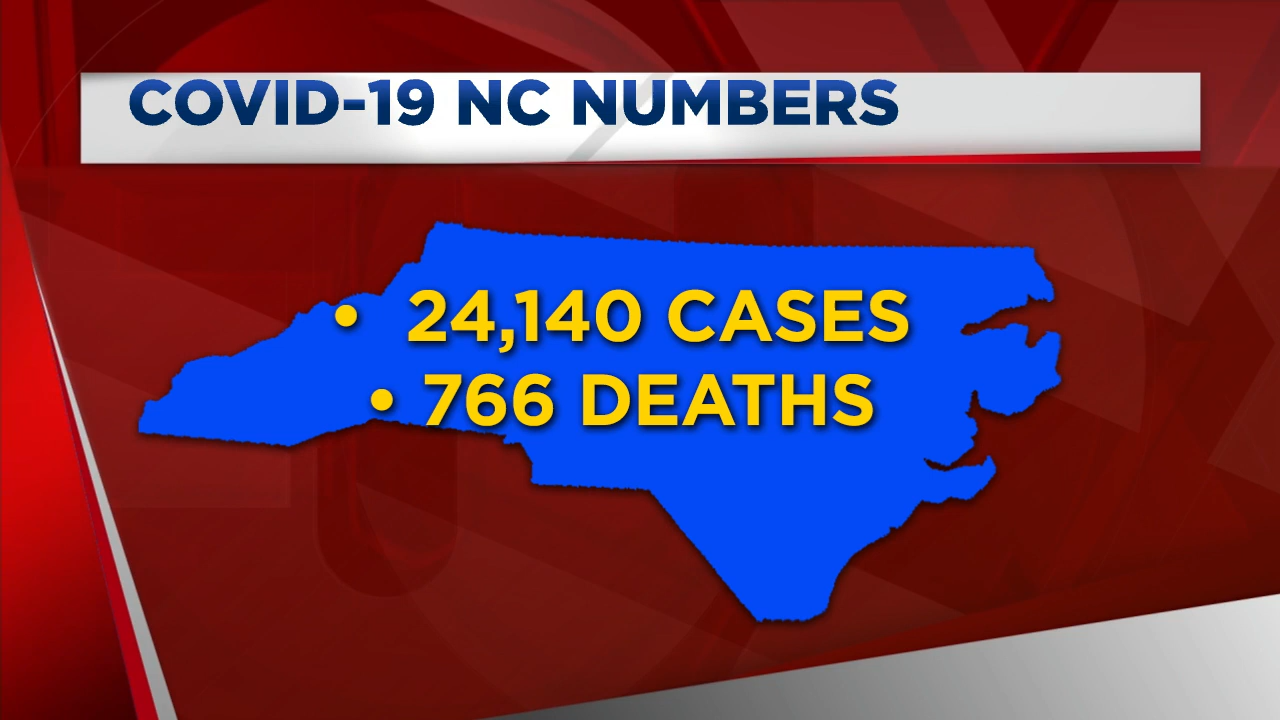 COVID-19 NC NUMBERS
• 24,140 CASES
• 766 DEATHS